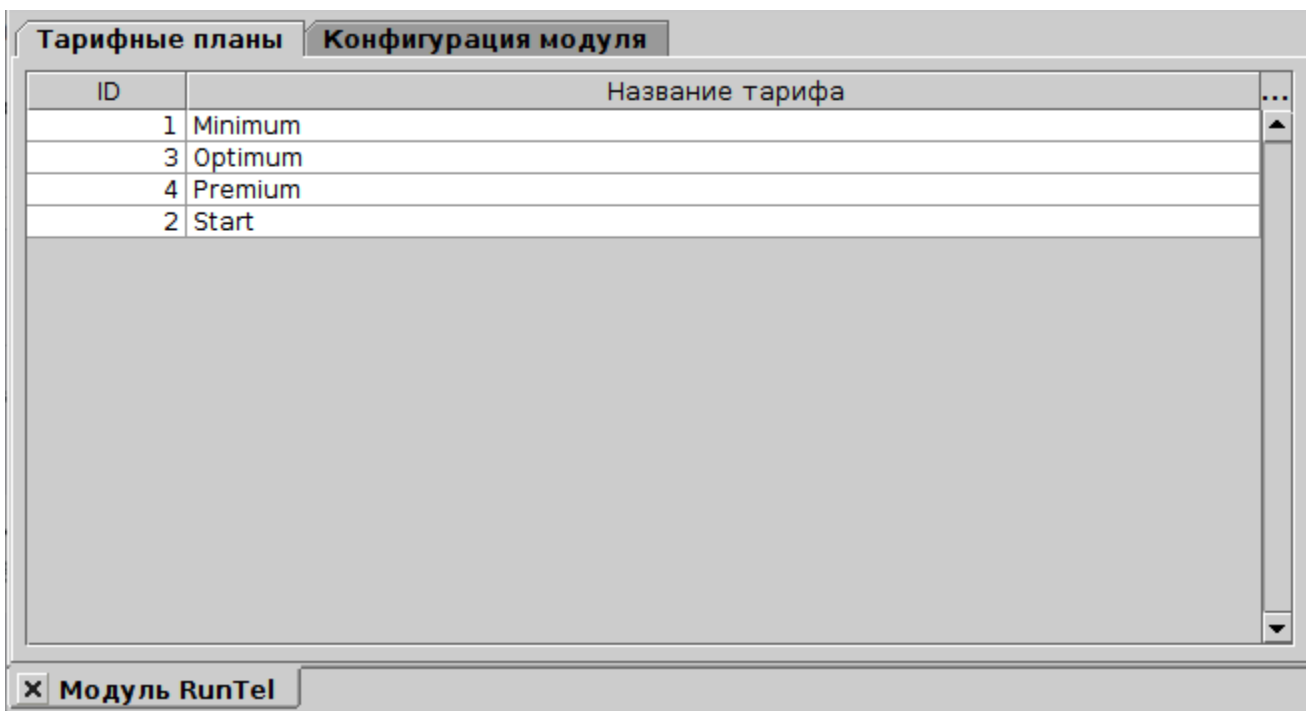 Тарифные планы Конфигурация модуля
ID Название тарифа ...
1 Minimum
3 Optimum
4 Premium
2 Start
Модуль RunTel